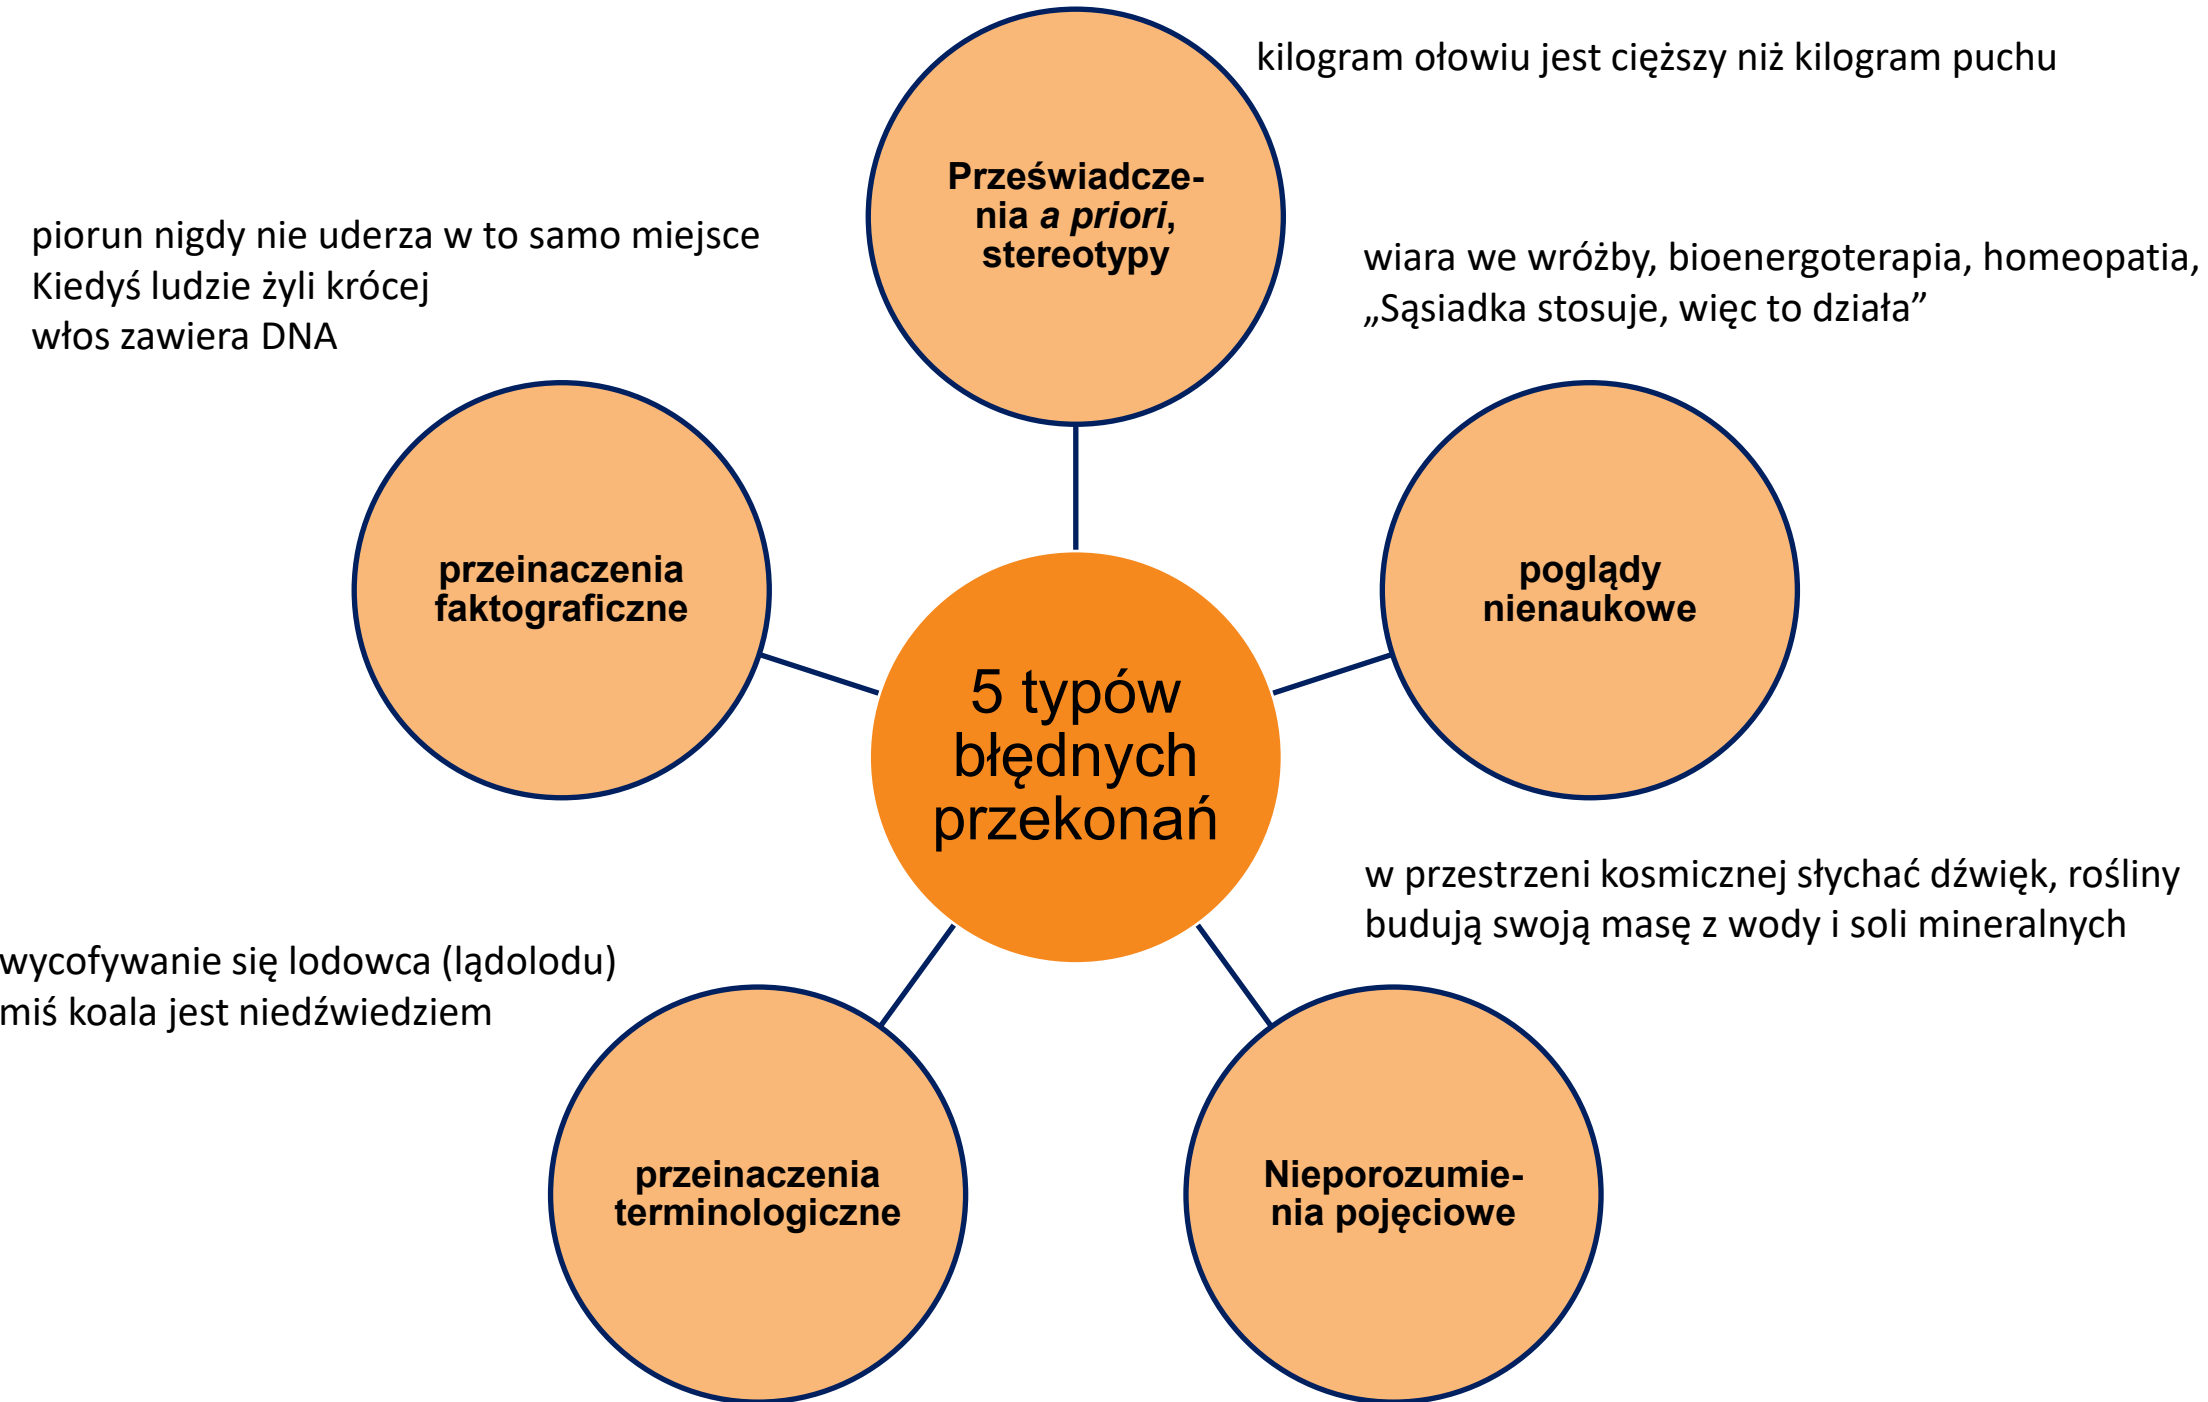 kilogram ołowiu jest cięższy niż kilogram puchu
Przeświadcze-
nia a priori,
stereotypy
piorun nigdy nie uderza w to samo miejsce
Kiedyś ludzie żyli krócej
włos zawiera DNA
wiara we wróżby, bioenergoterapia, homeopatia,
„Sąsiadka stosuje, więc to działa”
przeinaczenia
faktograficzne
poglądy
nienaukowe
5 typów
błędnych
przekonań
w przestrzeni kosmicznej słychać dźwięk, rośliny
budują swoją masę z wody i soli mineralnych
wycofywanie się lodowca (lądolodu)
miś koala jest niedźwiedziem
przeinaczenia
terminologiczne
Nieporozumie-
nia pojęciowe